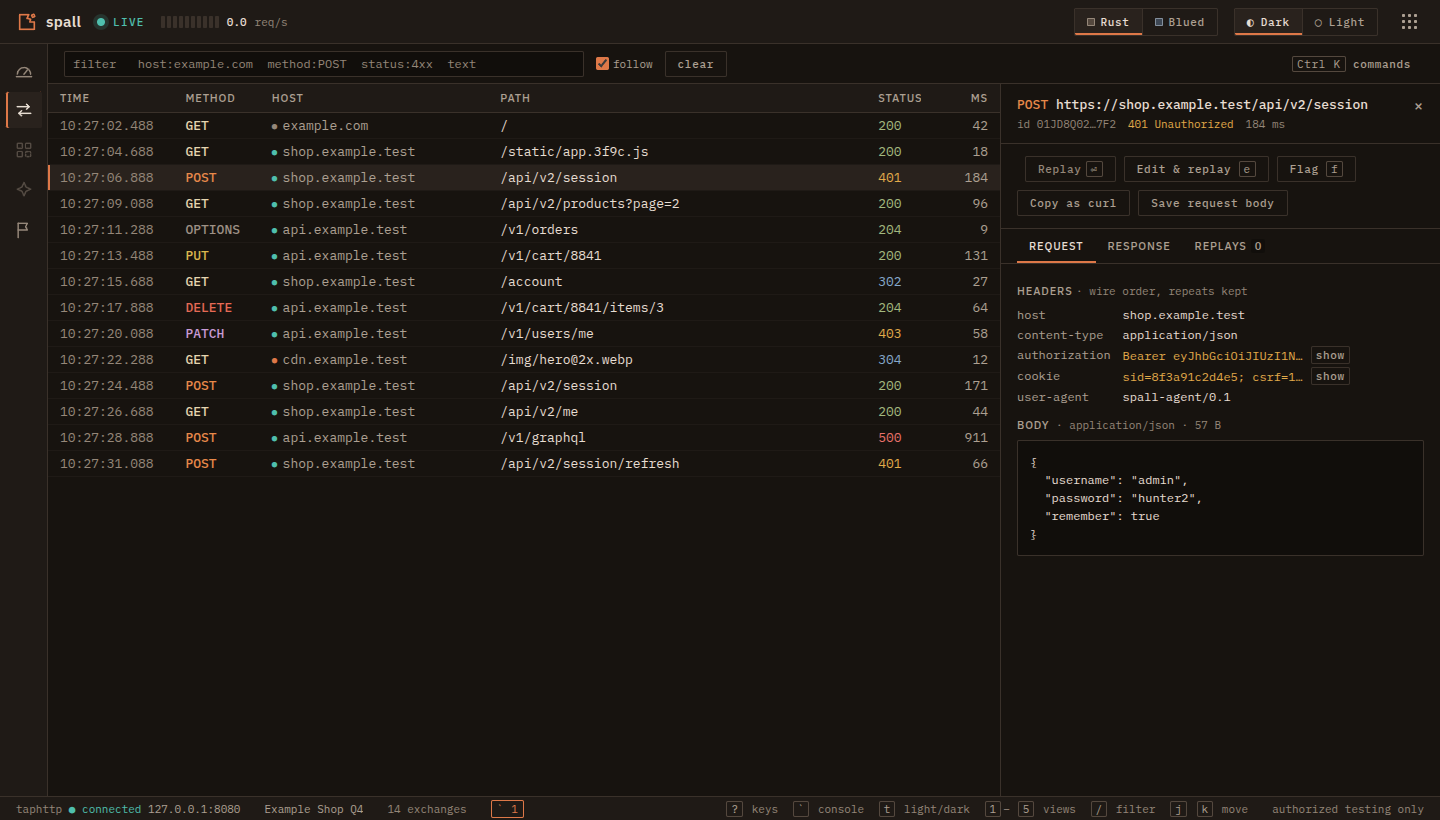 spall LIVE 0.0 req/s Rust Blued Dark Light
filter host:example.com method:POST status:4xx text follow clear Ctrl K commands
TIME METHOD HOST PATH STATUS MS
10:27:02.488 GET example.com / 200 42
10:27:04.688 GET shop.example.test /static/app.3f9c.js 200 18
10:27:06.888 POST shop.example.test /api/v2/session 401 184
10:27:09.088 GET shop.example.test /api/v2/products?page=2 200 96
10:27:11.288 OPTIONS api.example.test /v1/orders 204 9
10:27:13.488 PUT api.example.test /v1/cart/8841 200 131
10:27:15.688 GET shop.example.test /account 302 27
10:27:17.888 DELETE api.example.test /v1/cart/8841/items/3 204 64
10:27:20.088 PATCH api.example.test /v1/users/me 403 58
10:27:22.288 GET cdn.example.test /img/hero@2x.webp 304 12
10:27:24.488 POST shop.example.test /api/v2/session 200 171
10:27:26.688 GET shop.example.test /api/v2/me 200 44
10:27:28.888 POST api.example.test /v1/graphql 500 911
10:27:31.088 POST shop.example.test /api/v2/session/refresh 401 66
POST https://shop.example.test/api/v2/session ×
id 01JD8Q02…7F2 401 Unauthorized 184 ms
Replay ⏎ Edit & replay e Flag f
Copy as curl Save request body
REQUEST RESPONSE REPLAYS 0
HEADERS · wire order, repeats kept
host shop.example.test
content-type application/json
authorization Bearer eyJhbGciOiJIUzI1N… show
cookie sid=8f3a91c2d4e5; csrf=1… show
user-agent spall-agent/0.1
BODY · application/json · 57 B
{
"username": "admin",
"password": "hunter2",
"remember": true
}
taphttp ● connected 127.0.0.1:8080 Example Shop Q4 14 exchanges ` 1 ? keys ` console t light/dark 1 – 5 views / filter j k move authorized testing only